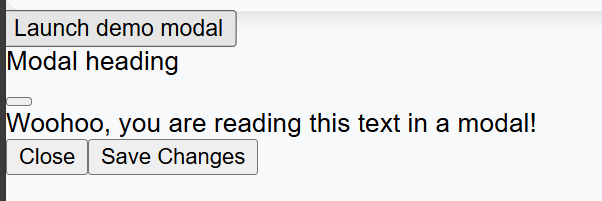 Launch demo modal
Modal heading
Woohoo, you are reading this text in a modal!
Close Save Changes